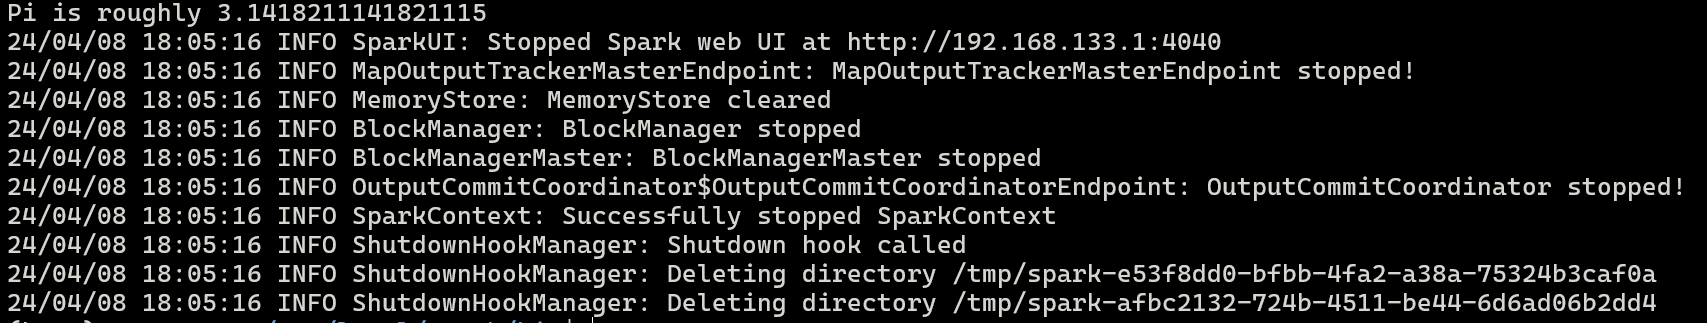 Pi is roughly 3.1418211141821115
24/04/08 18:05:16 INFO SparkUI: Stopped Spark web UI at http://192.168.133.1:4040
24/04/08 18:05:16 INFO MapOutputTrackerMasterEndpoint: MapOutputTrackerMasterEndpoint stopped!
24/04/08 18:05:16 INFO MemoryStore: MemoryStore cleared
24/04/08 18:05:16 INFO BlockManager: BlockManager stopped
24/04/08 18:05:16 INFO BlockManagerMaster: BlockManagerMaster stopped
24/04/08 18:05:16 INFO OutputCommitCoordinator$OutputCommitCoordinatorEndpoint: OutputCommitCoordinator stopped!
24/04/08 18:05:16 INFO SparkContext: Successfully stopped SparkContext
24/04/08 18:05:16 INFO ShutdownHookManager: Shutdown hook called
24/04/08 18:05:16 INFO ShutdownHookManager: Deleting directory /tmp/spark-e53f8dd0-bfbb-4fa2-a38a-75324b3caf0a
24/04/08 18:05:16 INFO ShutdownHookManager: Deleting directory /tmp/spark-afbc2132-724b-4511-be44-6d6ad06b2dd4